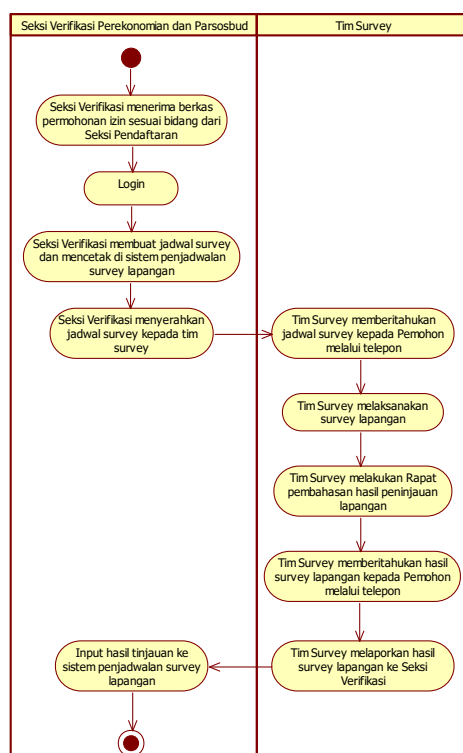 Seksi Verifikasi Perekonomian dan Parsosbud
Tim Survey
Seksi Verifikasi menerima berkas
permohonan izin sesuai bidang dari
Seksi Pendaftaran
Login
Seksi Verifikasi membuat jadwal survey
dan mencetak di sistem penjadwalan
survey lapangan
Seksi Verifikasi menyerahkan
jadwal survey kepada tim
survey
Tim Survey memberitahukan
jadwal survey kepada Pemohon
melalui telepon
Tim Survey melaksanakan
survey lapangan
Tim Survey melakukan Rapat
pembahasan hasil peninjauan
lapangan
Tim Survey memberitahukan hasil
survey lapangan kepada Pemohon
melalui telepon
Tim Survey melaporkan hasil
survey lapangan ke Seksi
Verifikasi
Input hasil tinjauan ke
sistem penjadwalan survey
lapangan